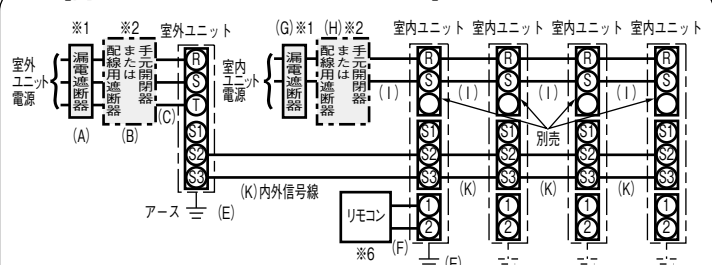 ※1 ※2 室外ユニット (G)※1 (H)※2 室内ユニット 室内ユニット 室内ユニット 室内ユニット
室外
ユニット
電源
漏電遮断器
手元開閉器
または
配線用遮断器
(A)
(B)
(C)
R
S
T
S1
S2
S3
アース
(E)
室内
ユニット
電源
漏電遮断器
手元開閉器
または
配線用遮断器
R
S
S1
S2
S3
1
2
(I)
R
S
S1
S2
S3
1
2
(I)
R
S
S1
S2
S3
1
2
(I)
R
S
S1
S2
S3
1
2
(I)
別売
(K)内外信号線
(K)
(K)
(K)
リモコン
※6
(F)
(E)